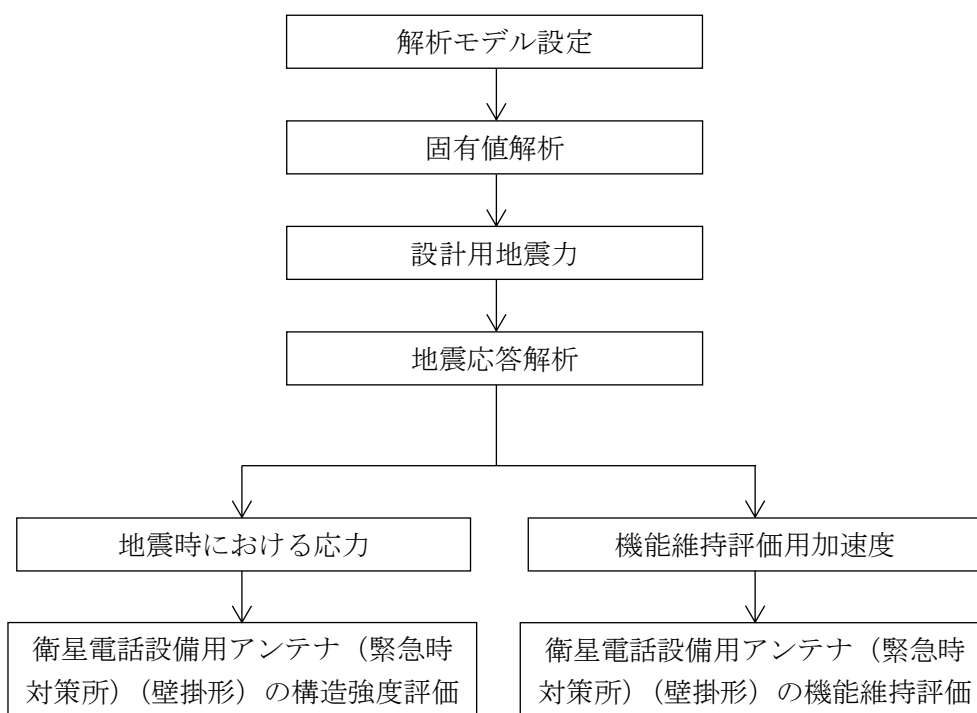 解析モデル設定
固有値解析
設計用地震力
地震応答解析
地震時における応力
機能維持評価用加速度
衛星電話設備用アンテナ（緊急時
対策所）（壁掛形）の構造強度評価
衛星電話設備用アンテナ（緊急時
対策所）（壁掛形）の機能維持評価